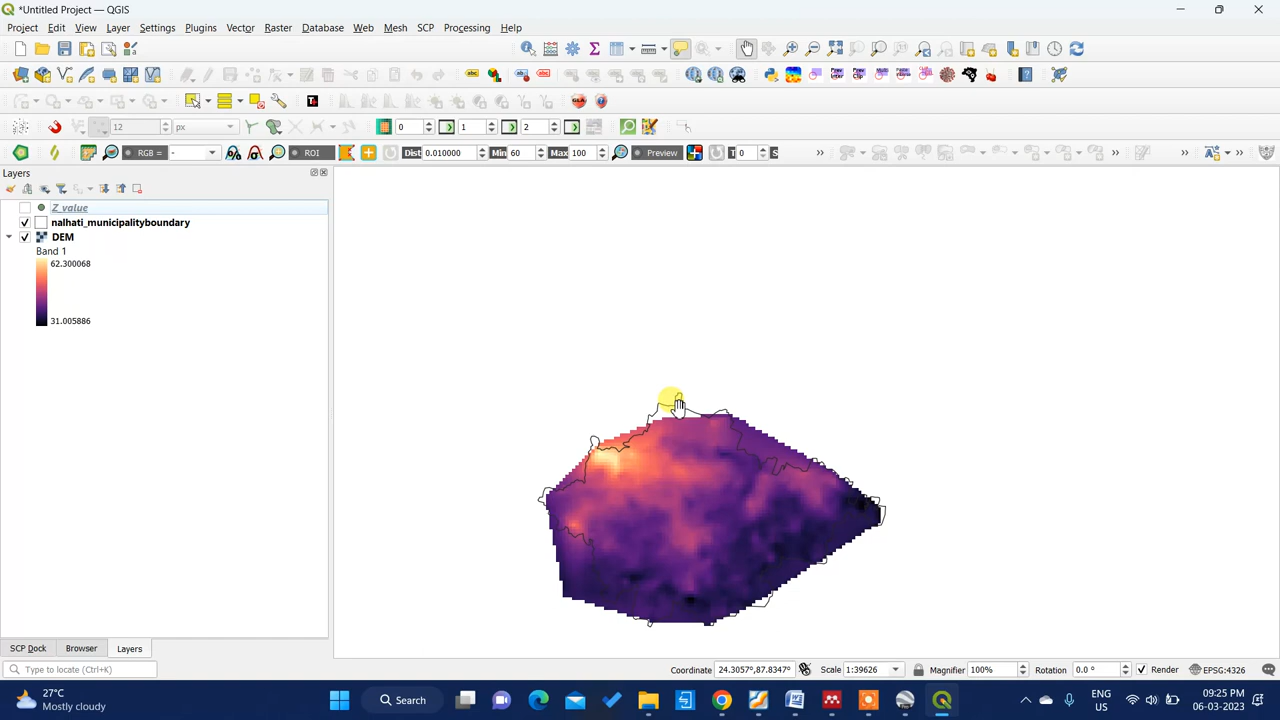 *Untitled Project — QGIS
Project Edit View Layer Settings Plugins Vector Raster Database Web Mesh SCP Processing Help
12 px 0 1 2
RGB = - ROI Dist 0.010000 Min 60 Max 100 Preview T 0 S
Layers
Z_value
nalhati_municipalityboundary
DEM
Band 1
62.300068
31.005886
SCP Dock Browser Layers
Type to locate (Ctrl+K) Coordinate 24.3057°,87.8347° Scale 1:39626 Magnifier 100% Rotation 0.0 ° Render EPSG:4326
27°C
Mostly cloudy
Search
ENG
IN
09:25 PM
06-03-2023